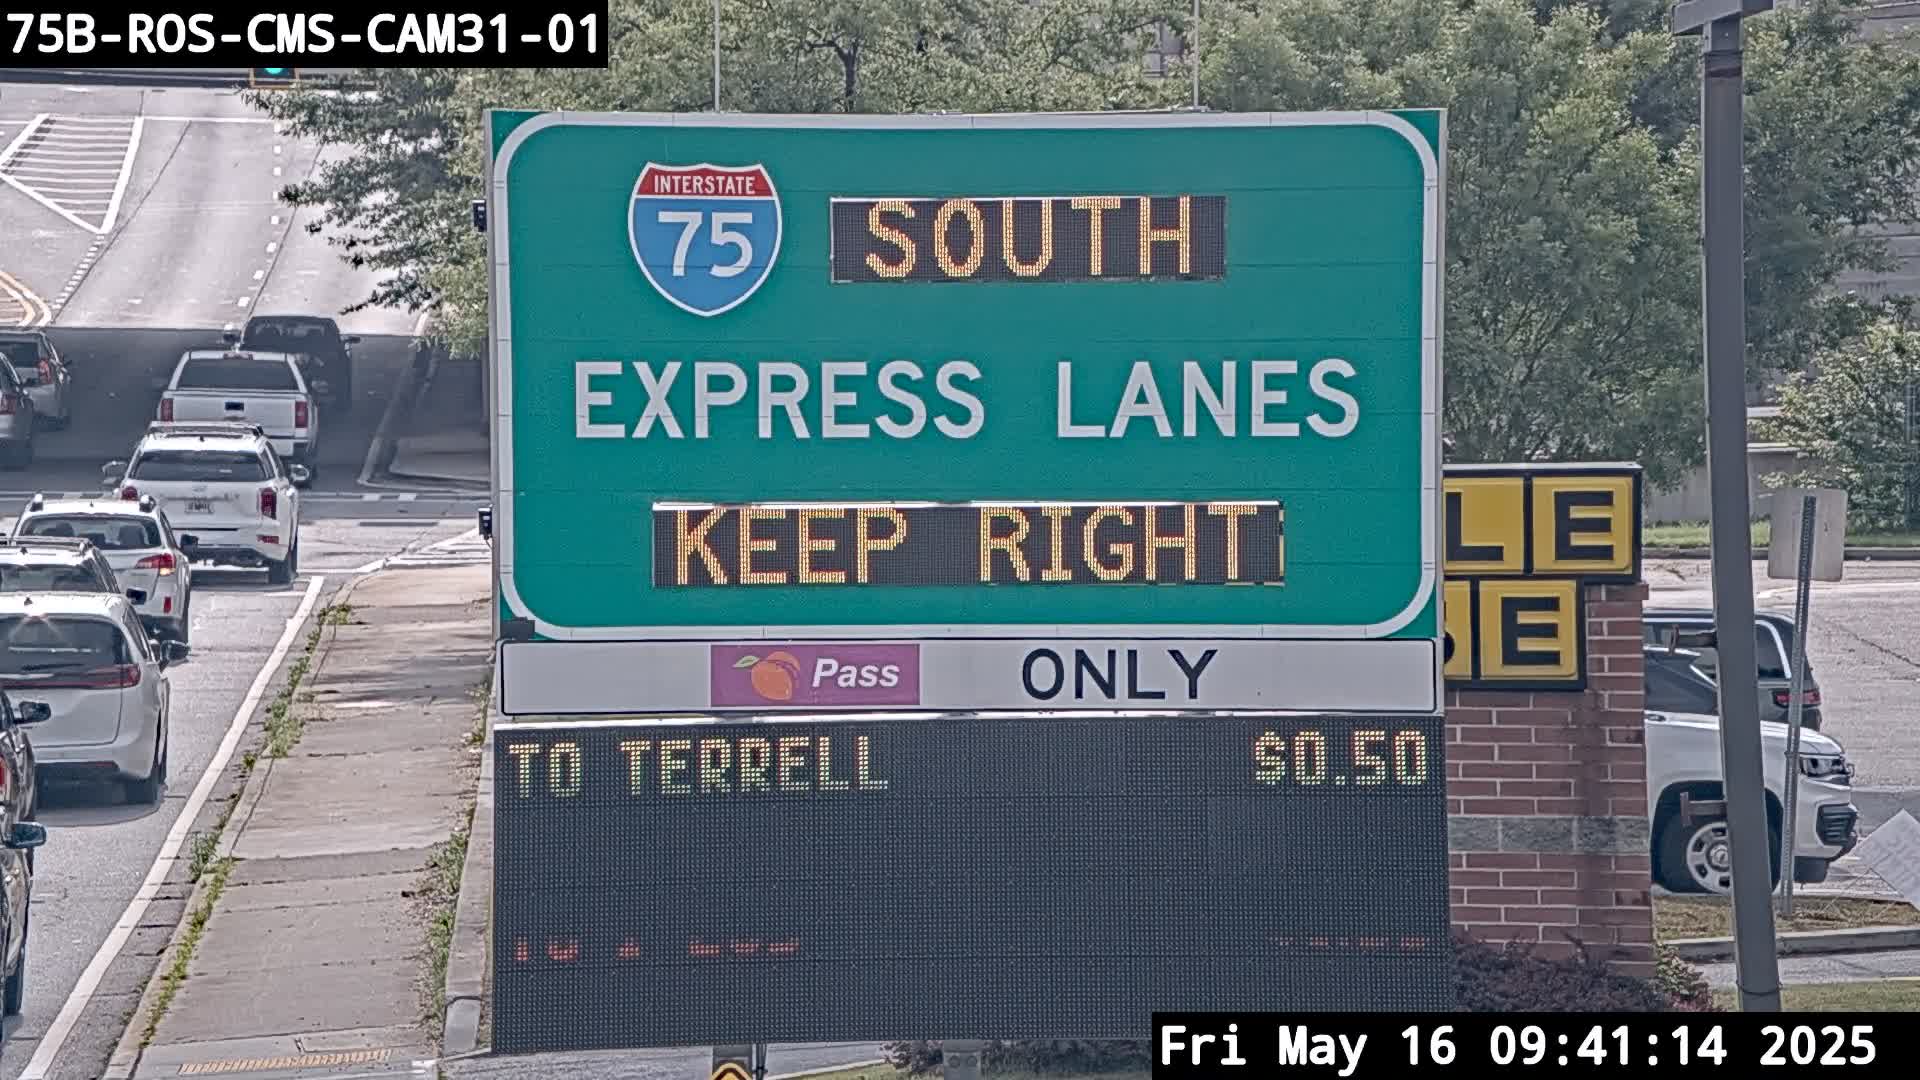 75B-ROS-CMS-CAM31-01
INTERSTATE
75
SOUTH
EXPRESS LANES
KEEP RIGHT
Pass ONLY
TO TERRELL $0.50
LE
E
Fri May 16 09:41:14 2025